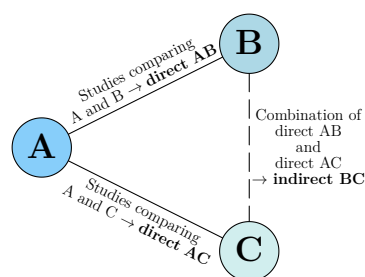 B
Studies comparing
A and B → direct AB
A
Combination of
direct AB
and
direct AC
→ indirect BC
Studies comparing
A and C → direct AC
C